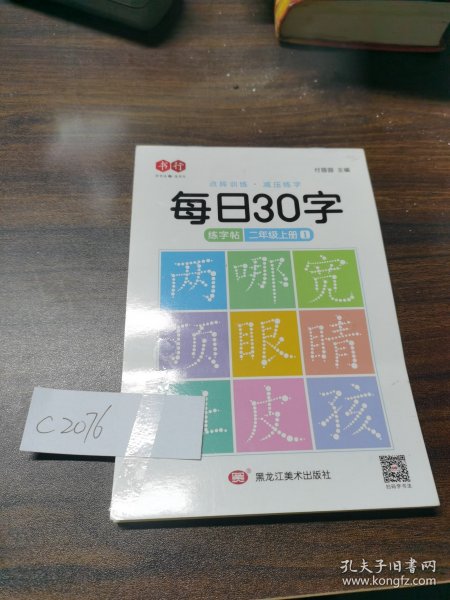 书行
付璐璐 主编
点阵训练·减压练字
每日30字
练字帖 二年级上册 1
两哪宽
顶眼睛
皮孩
C2076
黑龙江美术出版社
扫码学书法
孔夫子旧书网
www.kongfz.com